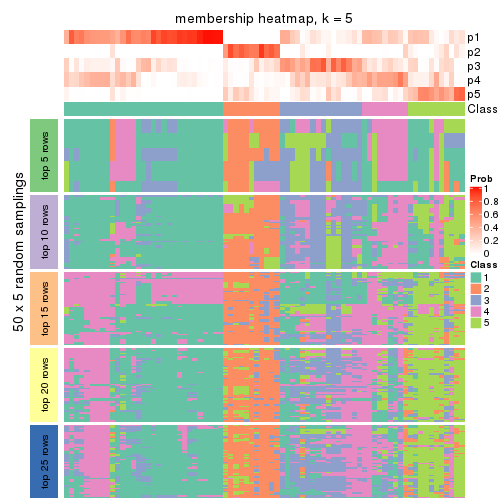 membership heatmap, k = 5
p1
p2
p3
p4
p5
Class
50 x 5 random samplings
top 5 rows
top 10 rows
top 15 rows
top 20 rows
top 25 rows
Prob
1
0.8
0.6
0.4
0.2
0
Class
1
2
3
4
5